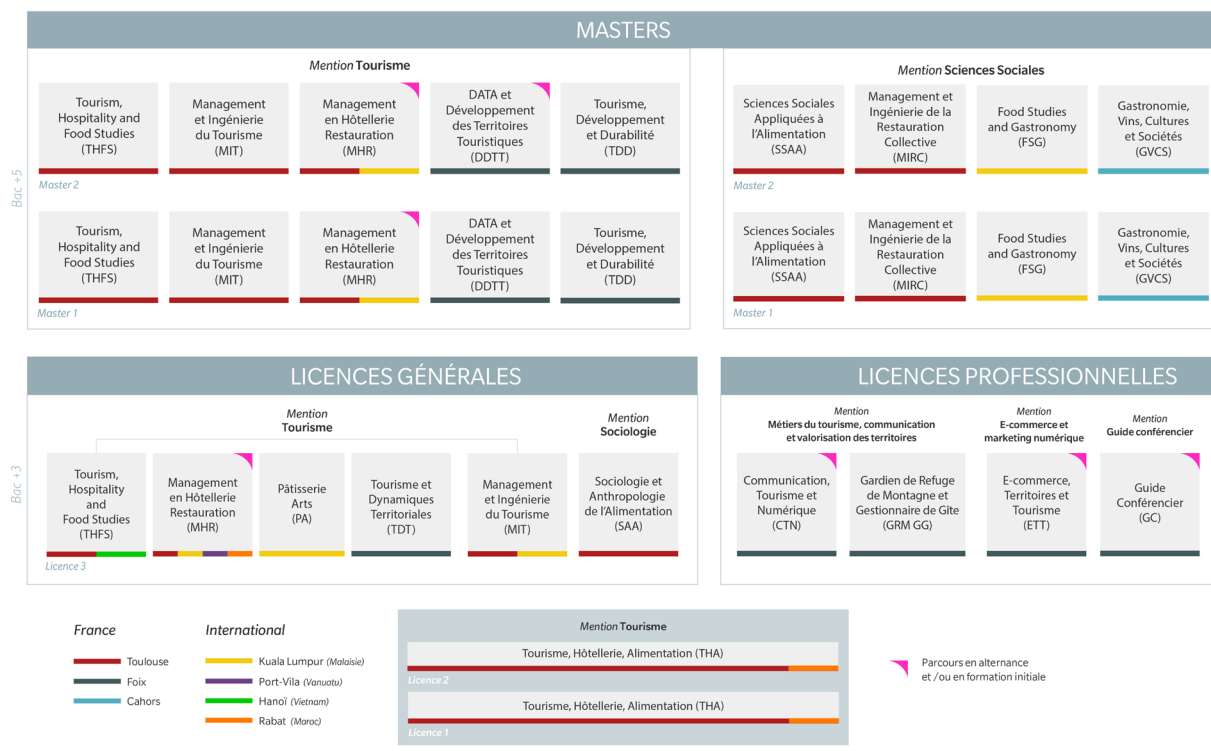 MASTERS
Bac +5
Mention Tourisme
Tourism,
Hospitality and
Food Studies
(THFS)
Management
et Ingénierie
du Tourisme
(MIT)
Management
en Hôtellerie
Restauration
(MHR)
DATA et
Développement
des Territoires
Touristiques
(DDTT)
Tourisme,
Développement
et Durabilité
(TDD)
Master 2
Tourism,
Hospitality and
Food Studies
(THFS)
Management
et Ingénierie
du Tourisme
(MIT)
Management
en Hôtellerie
Restauration
(MHR)
DATA et
Développement
des Territoires
Touristiques
(DDTT)
Tourisme,
Développement
et Durabilité
(TDD)
Master 1
Mention Sciences Sociales
Sciences Sociales
Appliquées à
l'Alimentation
(SSAA)
Management et
Ingénierie de la
Restauration
Collective
(MIRC)
Food Studies
and Gastronomy
(FSG)
Gastronomie,
Vins, Cultures
et Sociétés
(GVCS)
Master 2
Sciences Sociales
Appliquées à
l'Alimentation
(SSAA)
Management et
Ingénierie de la
Restauration
Collective
(MIRC)
Food Studies
and Gastronomy
(FSG)
Gastronomie,
Vins, Cultures
et Sociétés
(GVCS)
Master 1
Bac +3
LICENCES GÉNÉRALES
Mention
Tourisme
Mention
Sociologie
Tourism,
Hospitality
and
Food Studies
(THFS)
Management
en Hôtellerie
Restauration
(MHR)
Pâtisserie
Arts
(PA)
Tourisme et
Dynamiques
Territoriales
(TDT)
Management
et Ingénierie
du Tourisme
(MIT)
Sociologie et
Anthropologie
de l'Alimentation
(SAA)
Licence 3
LICENCES PROFESSIONNELLES
Mention
Métiers du tourisme, communication
et valorisation des territoires
Mention
E-commerce et
marketing numérique
Mention
Guide conférencier
Communication,
Tourisme et
Numérique
(CTN)
Gardien de Refuge
de Montagne et
Gestionnaire de Gîte
(GRM GG)
E-commerce,
Territoires et
Tourisme
(ETT)
Guide
Conférencier
(GC)
France
Toulouse
Foix
Cahors
International
Kuala Lumpur (Malaisie)
Port-Vila (Vanuatu)
Hanoï (Vietnam)
Rabat (Maroc)
Mention Tourisme
Tourisme, Hôtellerie, Alimentation (THA)
Licence 2
Tourisme, Hôtellerie, Alimentation (THA)
Licence 1
Parcours en alternance
et /ou en formation initiale